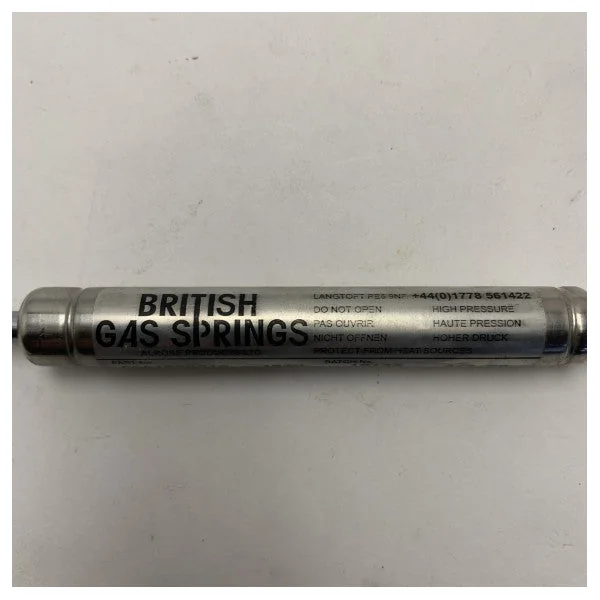 BRITISH
GAS SPRINGS
LANGTOFT PE6 9NF +44(0)1778 561422
DO NOT OPEN HIGH PRESSURE
PAS OUVRIR HAUTE PRESSION
NICHT OFFNEN HOHER DRUCK
PROTECT FROM HEAT SOURCES